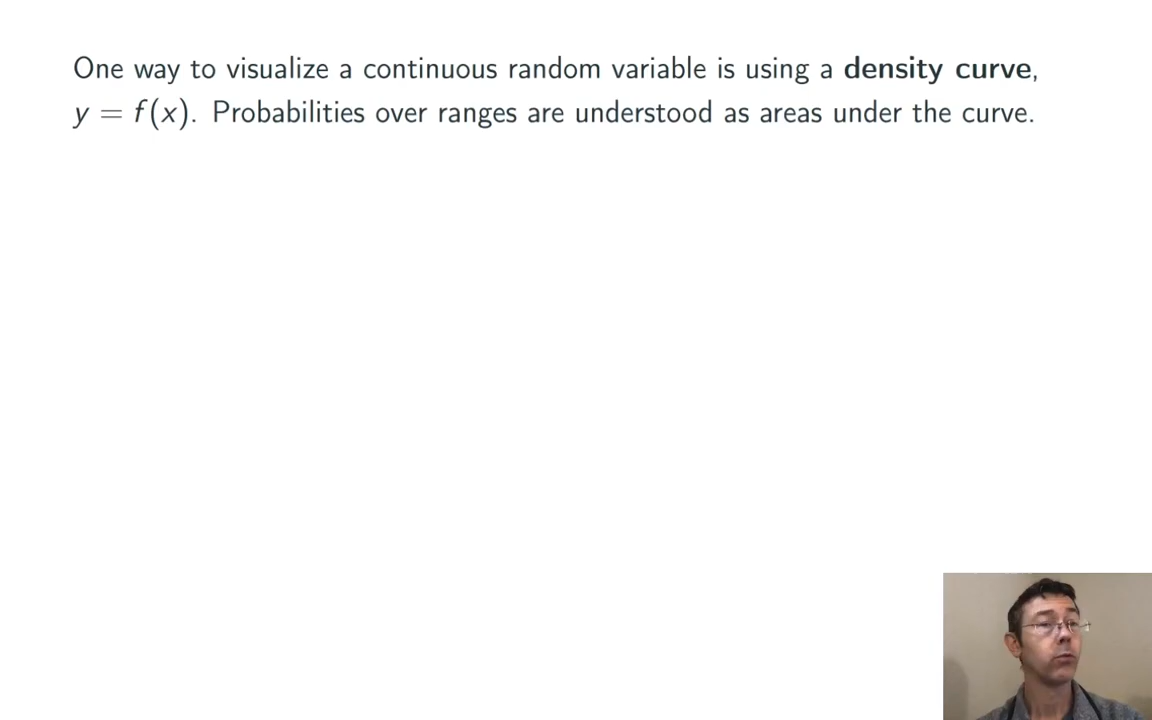 One way to visualize a continuous random variable is using a density curve,
y = f(x). Probabilities over ranges are understood as areas under the curve.